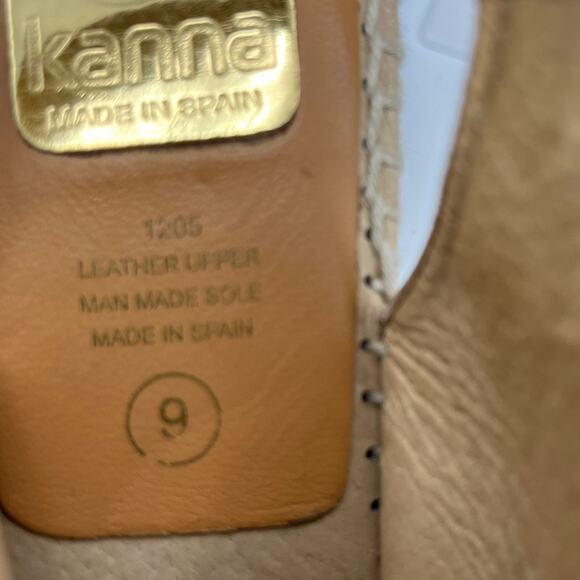 kanna
MADE IN SPAIN
1205
LEATHER UPPER
MAN MADE SOLE
MADE IN SPAIN
9